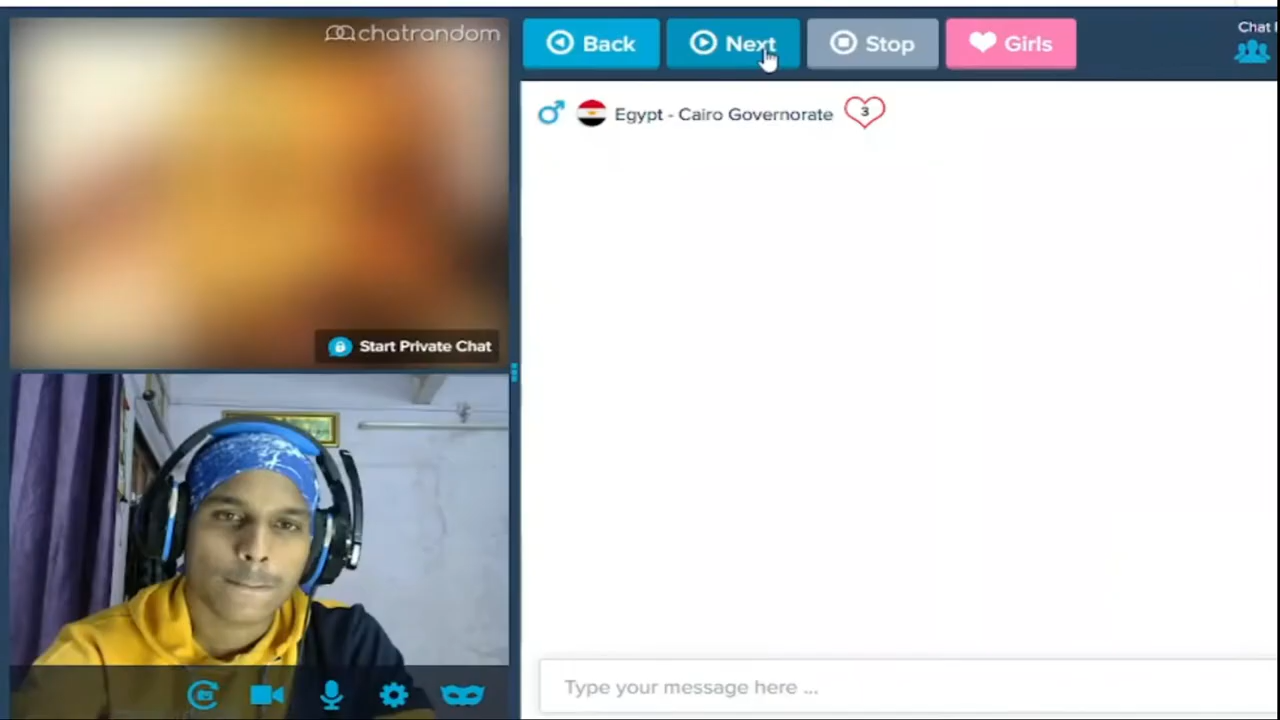 chatrandom
Back
Next
Stop
Girls
Chat
Egypt - Cairo Governorate
3
Start Private Chat
Type your message here ...